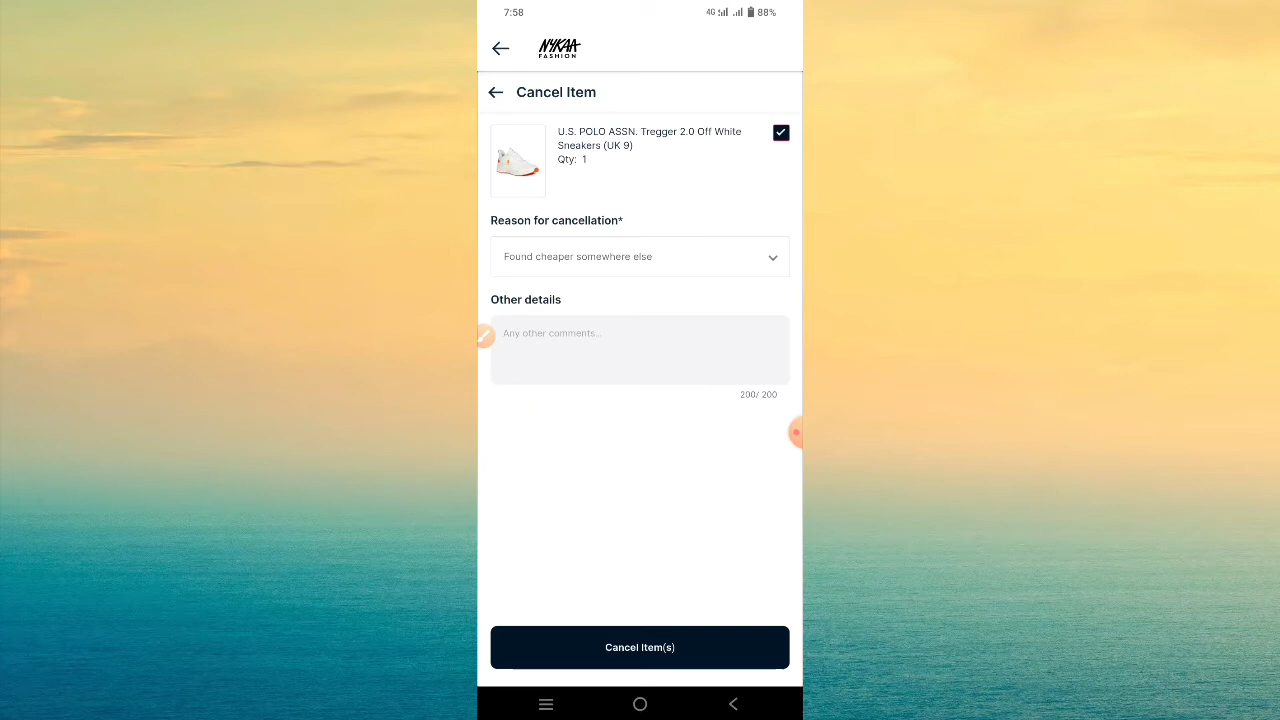 7:58
4G
88%
NYKAA
FASHION
Cancel Item
U.S. POLO ASSN. Tregger 2.0 Off White
Sneakers (UK 9)
Qty: 1
Reason for cancellation*
Found cheaper somewhere else
Other details
Any other comments...
200/ 200
Cancel Item(s)